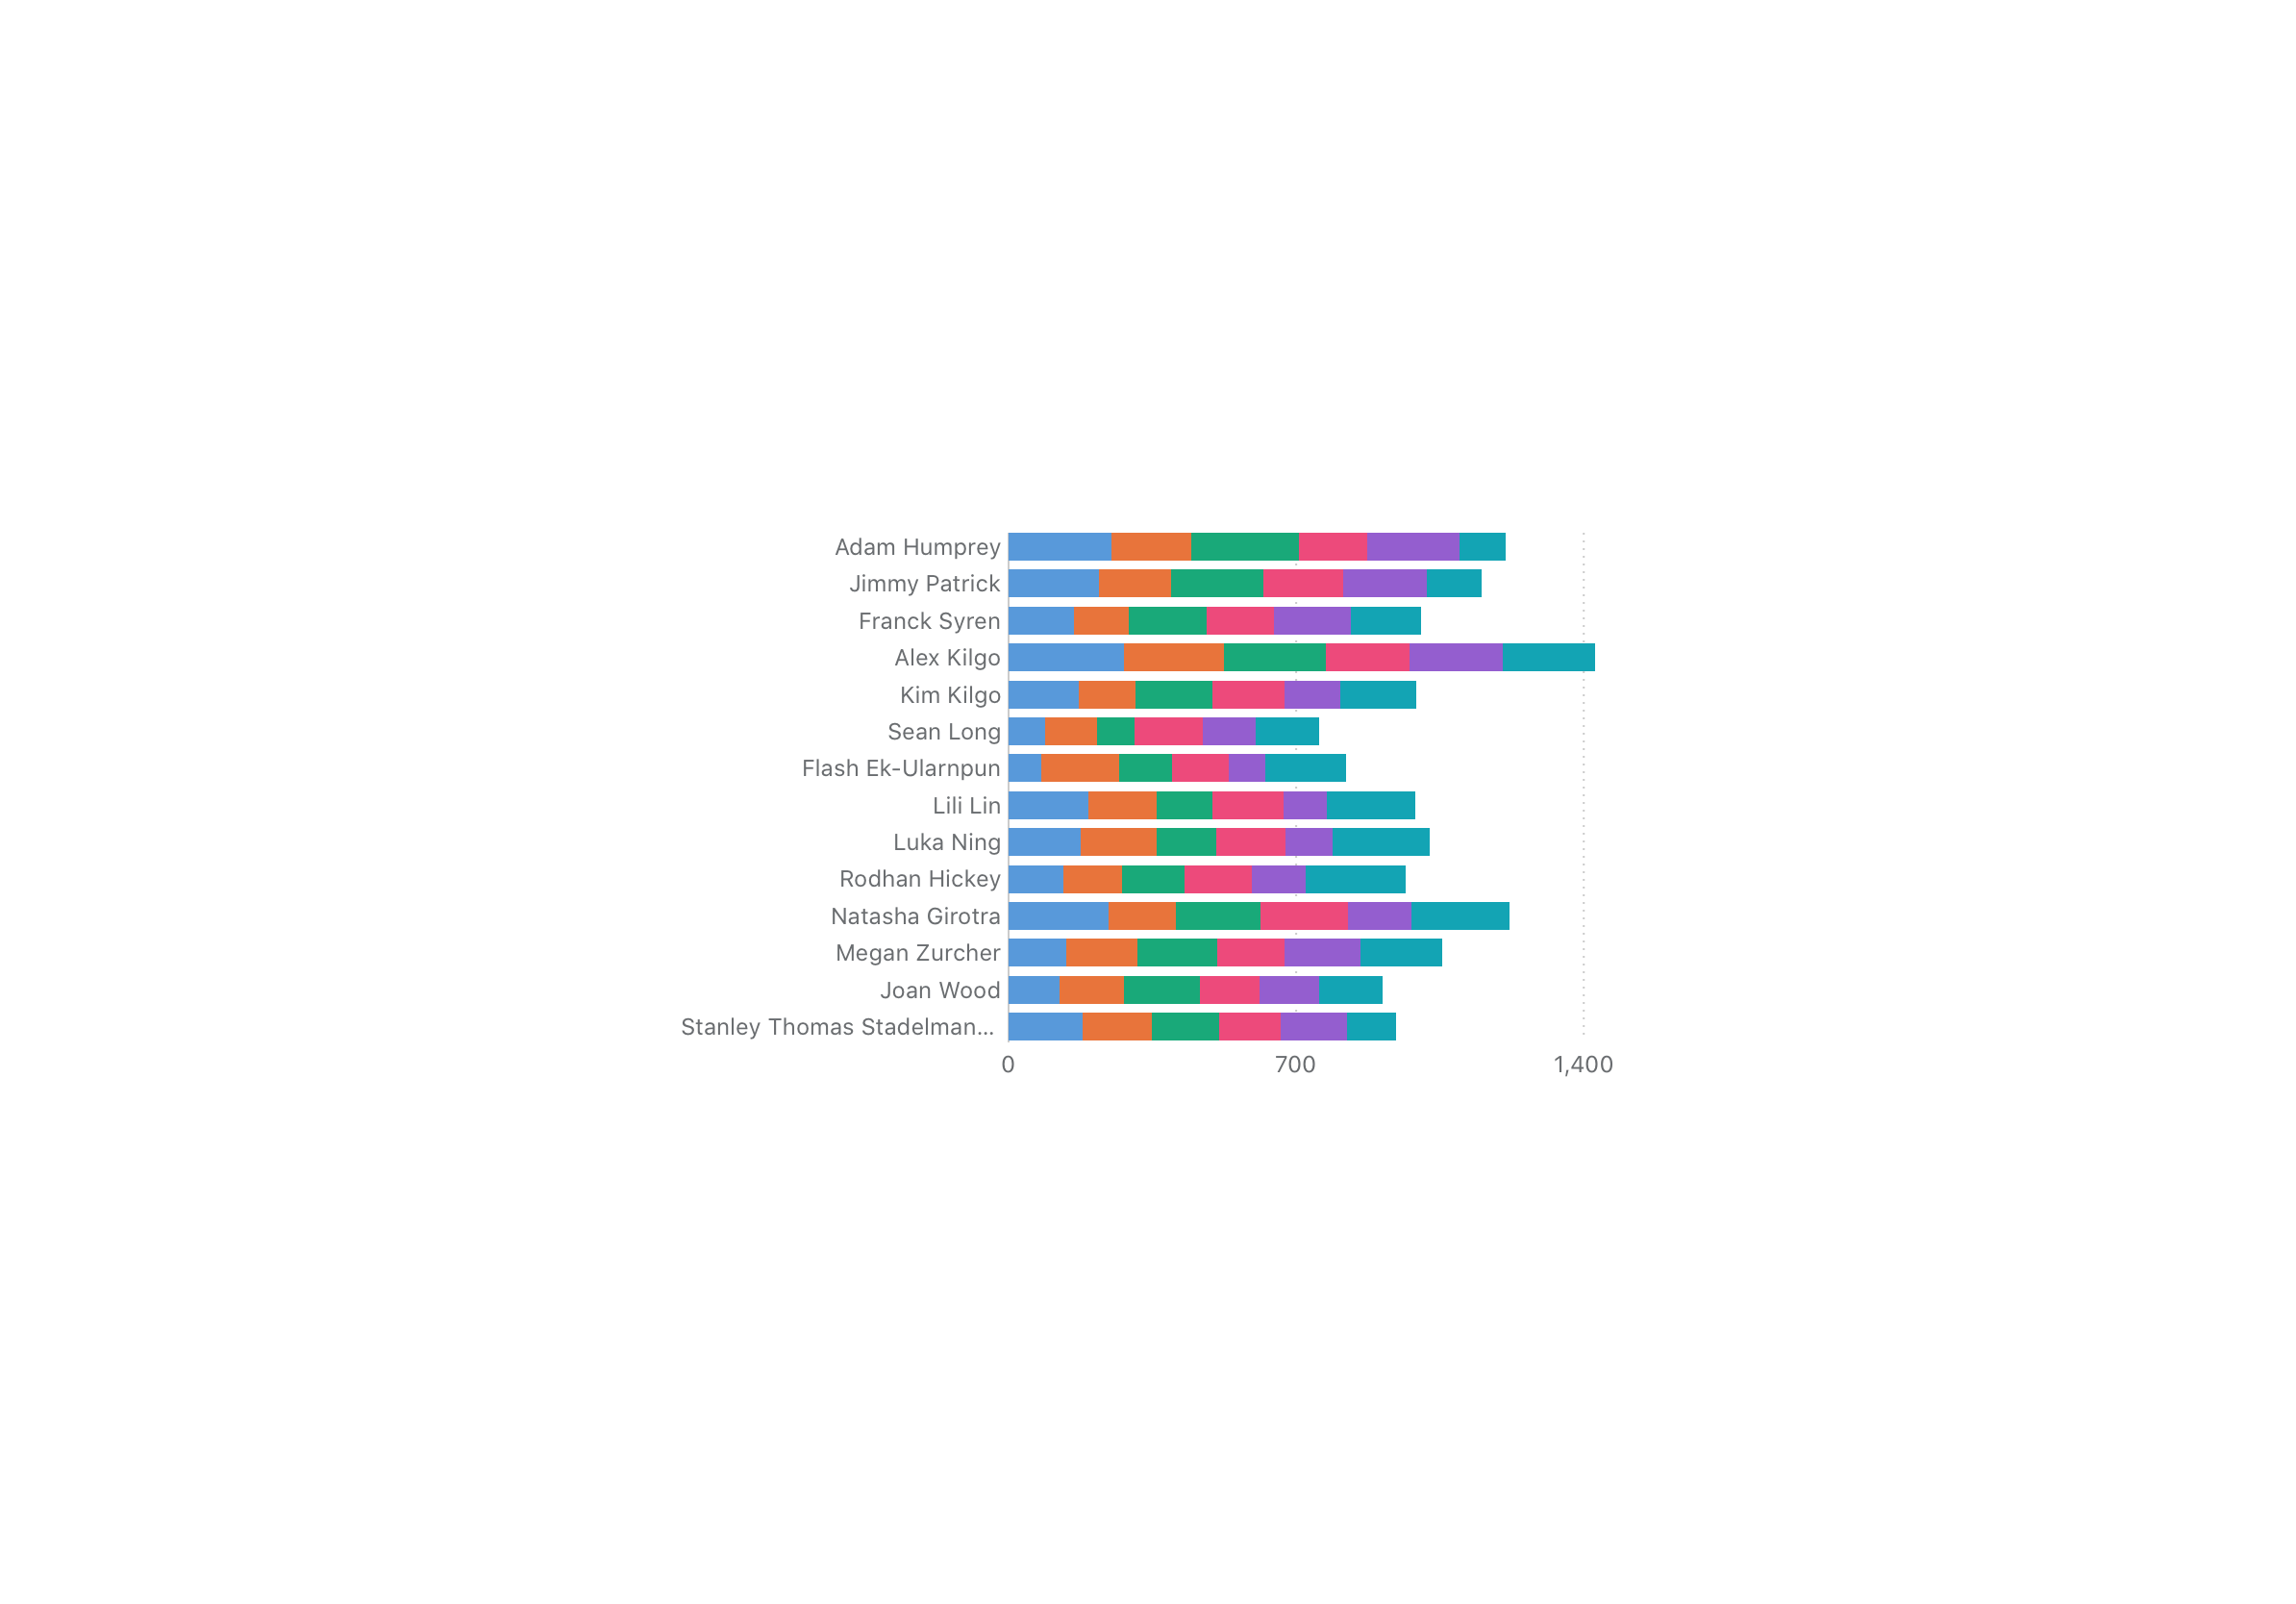 Adam Humprey
Jimmy Patrick
Franck Syren
Alex Kilgo
Kim Kilgo
Sean Long
Flash Ek-Ularnpun
Lili Lin
Luka Ning
Rodhan Hickey
Natasha Girotra
Megan Zurcher
Joan Wood
Stanley Thomas Stadelman...
0 700 1,400